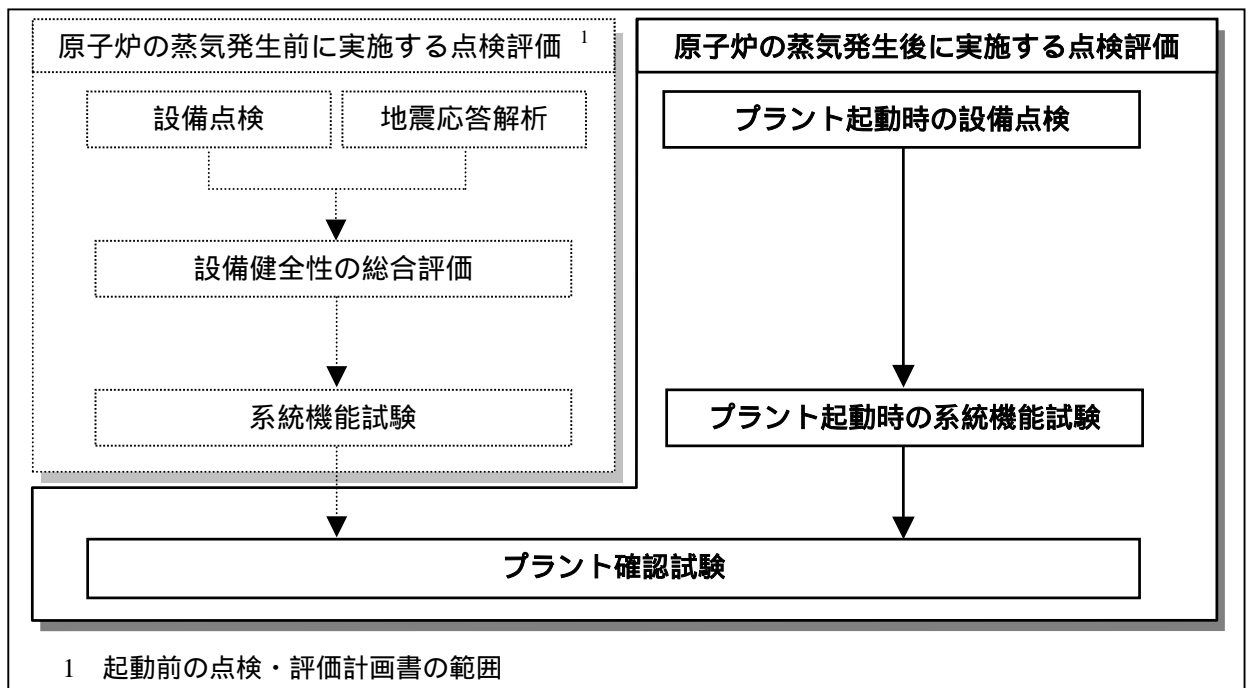 原子炉の蒸気発生前に実施する点検評価 1
設備点検
地震応答解析
設備健全性の総合評価
系統機能試験
原子炉の蒸気発生後に実施する点検評価
プラント起動時の設備点検
プラント起動時の系統機能試験
プラント確認試験
1 起動前の点検・評価計画書の範囲